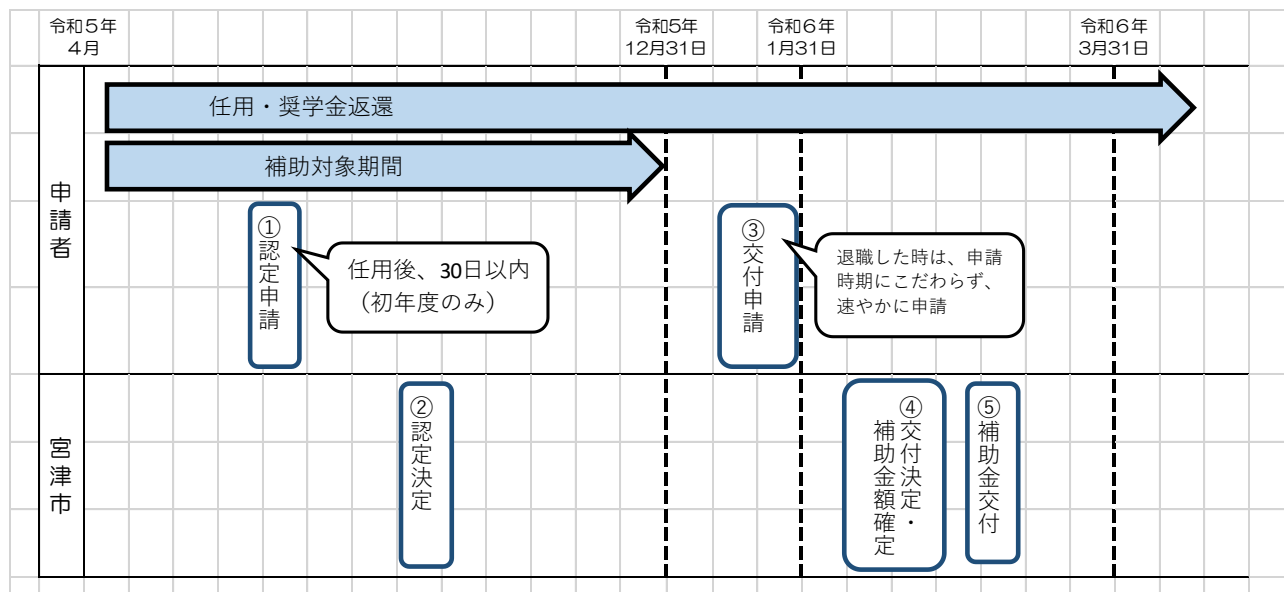 令和5年
4月
令和5年
12月31日
令和6年
1月31日
令和6年
3月31日
任用・奨学金返還
補助対象期間
申請者
①認定申請
任用後、30日以内
（初年度のみ）
③交付申請
退職した時は、申請
時期にこだわらず、
速やかに申請
宮津市
②認定決定
④交付決定・
補助金額確定
⑤補助金交付